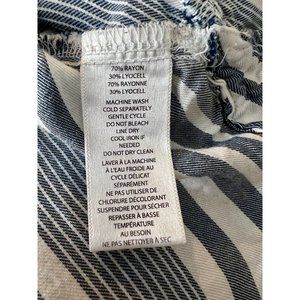 70% RAYON
30% LYOCELL
70% RAYONNE
30% LYOCELL
MACHINE WASH
COLD SEPARATELY
GENTLE CYCLE
DO NOT BLEACH
LINE DRY
COOL IRON IF
NEEDED
DO NOT DRY CLEAN
LAVER À LA MACHINE
À L'EAU FROIDE AU
CYCLE DÉLICAT
SÉPARÉMENT
NE PAS UTILISER DE
CHLORURE DÉCOLORANT
SUSPENDRE POUR SÉCHER
REPASSER À BASSE
TEMPÉRATURE
AU BESOIN
NE PAS NETTOYER À SEC